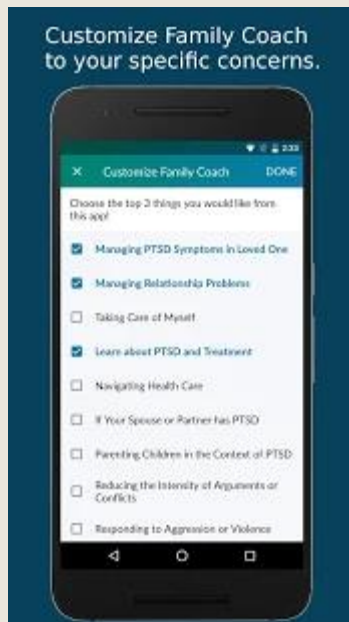 Customize Family Coach
to your specific concerns.
2:33
× Customize Family Coach DONE
Choose the top 3 things you would like from
this app!
Managing PTSD Symptoms in Loved One
Managing Relationship Problems
Taking Care of Myself
Learn about PTSD and Treatment
Navigating Health Care
If Your Spouse or Partner has PTSD
Parenting Children in the Context of PTSD
Reducing the Intensity of Arguments or
Conflicts
Responding to Aggression or Violence